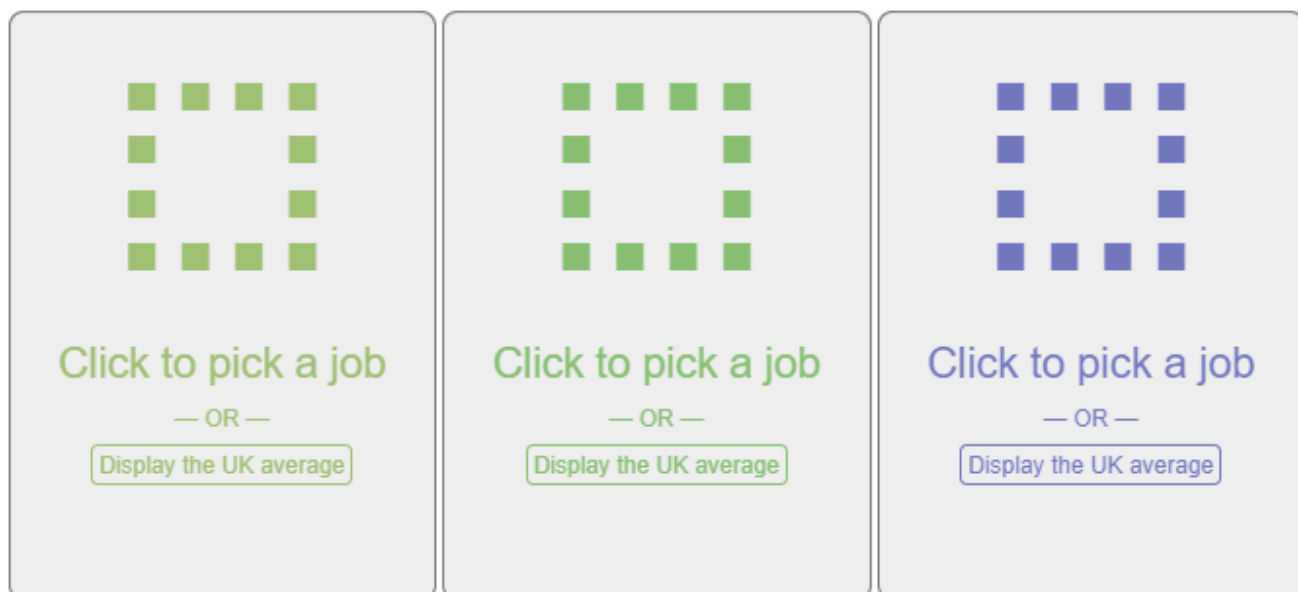 Click to pick a job
— OR —
Display the UK average
Click to pick a job
— OR —
Display the UK average
Click to pick a job
— OR —
Display the UK average